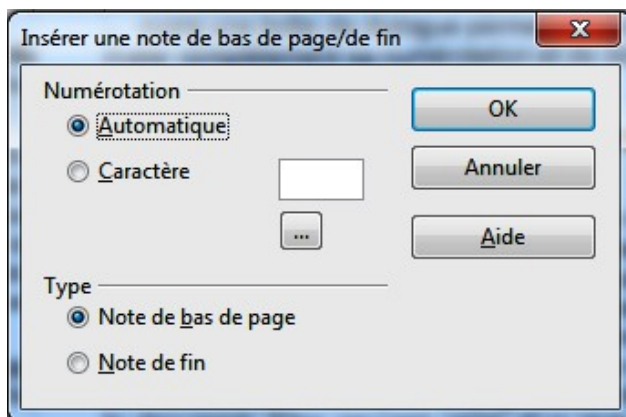 Insérer une note de bas de page/de fin
Numérotation
Automatique
Caractère
...
OK
Annuler
Aide
Type
Note de bas de page
Note de fin